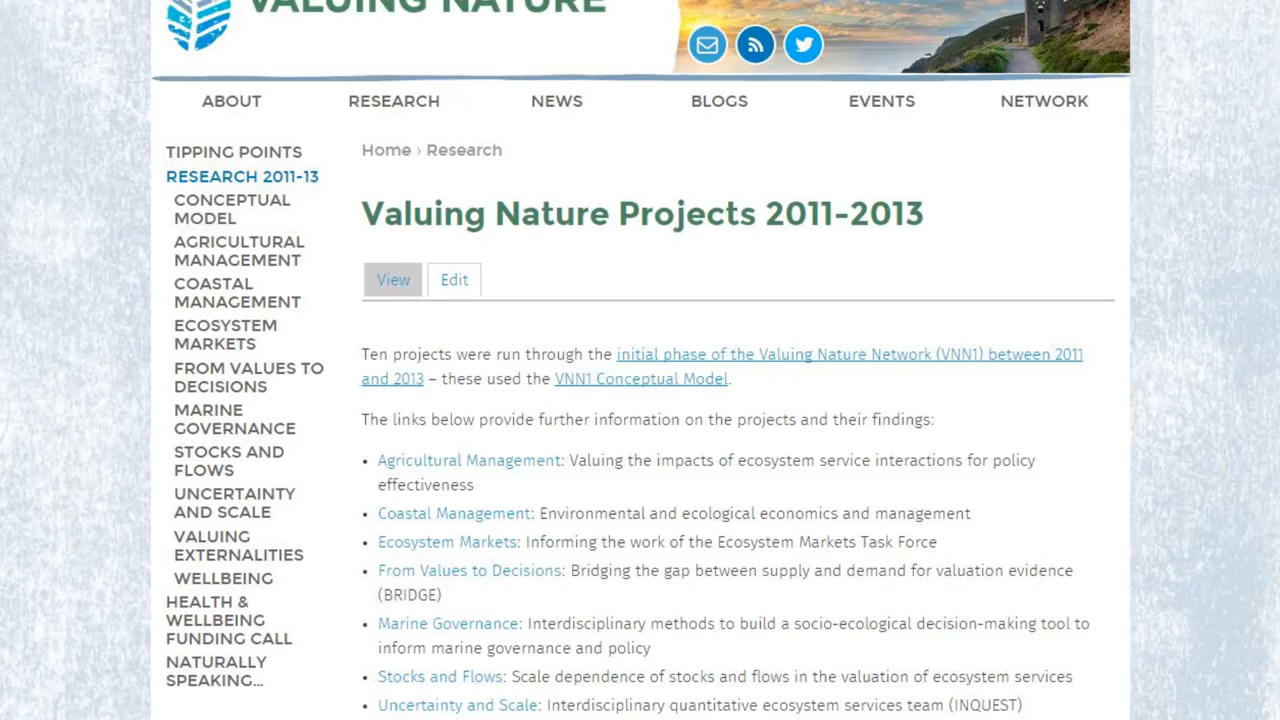 VALUING NATURE
ABOUT
RESEARCH
NEWS
BLOGS
EVENTS
NETWORK
TIPPING POINTS
RESEARCH 2011-13
CONCEPTUAL
MODEL
AGRICULTURAL
MANAGEMENT
COASTAL
MANAGEMENT
ECOSYSTEM
MARKETS
FROM VALUES TO
DECISIONS
MARINE
GOVERNANCE
STOCKS AND
FLOWS
UNCERTAINTY
AND SCALE
VALUING
EXTERNALITIES
WELLBEING
HEALTH &
WELLBEING
FUNDING CALL
NATURALLY
SPEAKING...
Home › Research
Valuing Nature Projects 2011-2013
View
Edit
Ten projects were run through the initial phase of the Valuing Nature Network (VNN1) between 2011
and 2013 – these used the VNN1 Conceptual Model.
The links below provide further information on the projects and their findings:
• Agricultural Management: Valuing the impacts of ecosystem service interactions for policy
effectiveness
• Coastal Management: Environmental and ecological economics and management
• Ecosystem Markets: Informing the work of the Ecosystem Markets Task Force
• From Values to Decisions: Bridging the gap between supply and demand for valuation evidence
(BRIDGE)
• Marine Governance: Interdisciplinary methods to build a socio-ecological decision-making tool to
inform marine governance and policy
• Stocks and Flows: Scale dependence of stocks and flows in the valuation of ecosystem services
• Uncertainty and Scale: Interdisciplinary quantitative ecosystem services team (INQUEST)